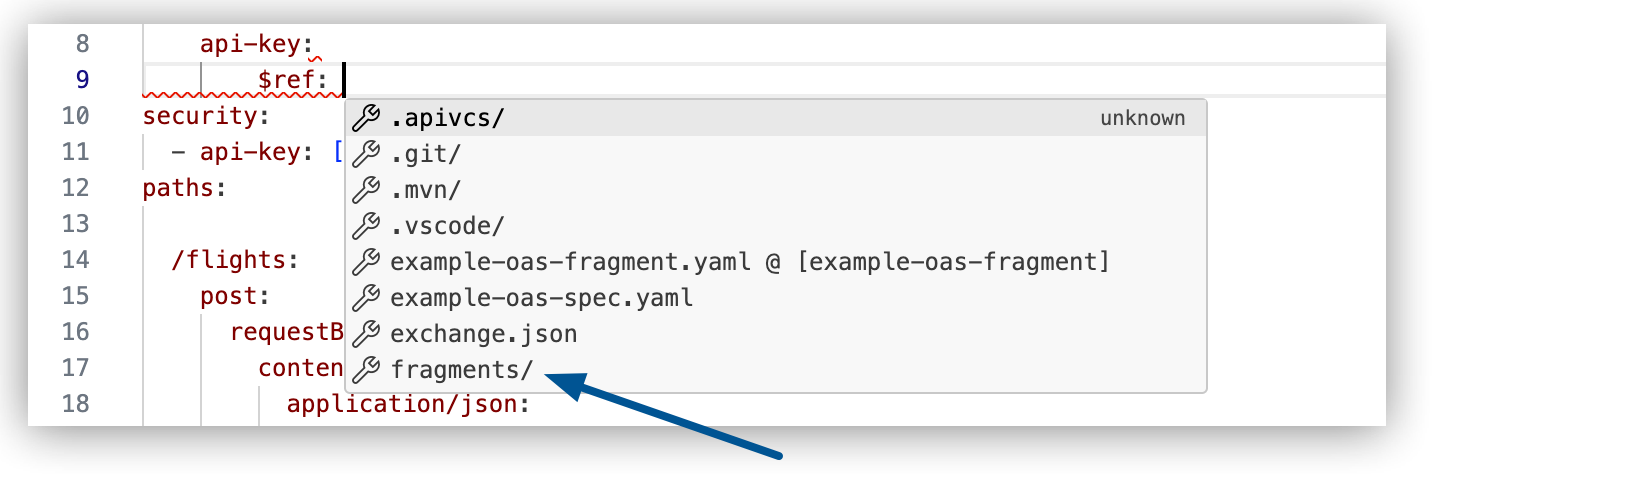 8 api-key:
9 $ref:
.apivcs/ unknown
10 security:
.git/
11 - api-key: [
.mvn/
12 paths:
.vscode/
13
example-oas-fragment.yaml @ [example-oas-fragment]
14 /flights:
example-oas-spec.yaml
15 post:
exchange.json
16 requestB
fragments/
17 conten
18 application/json: